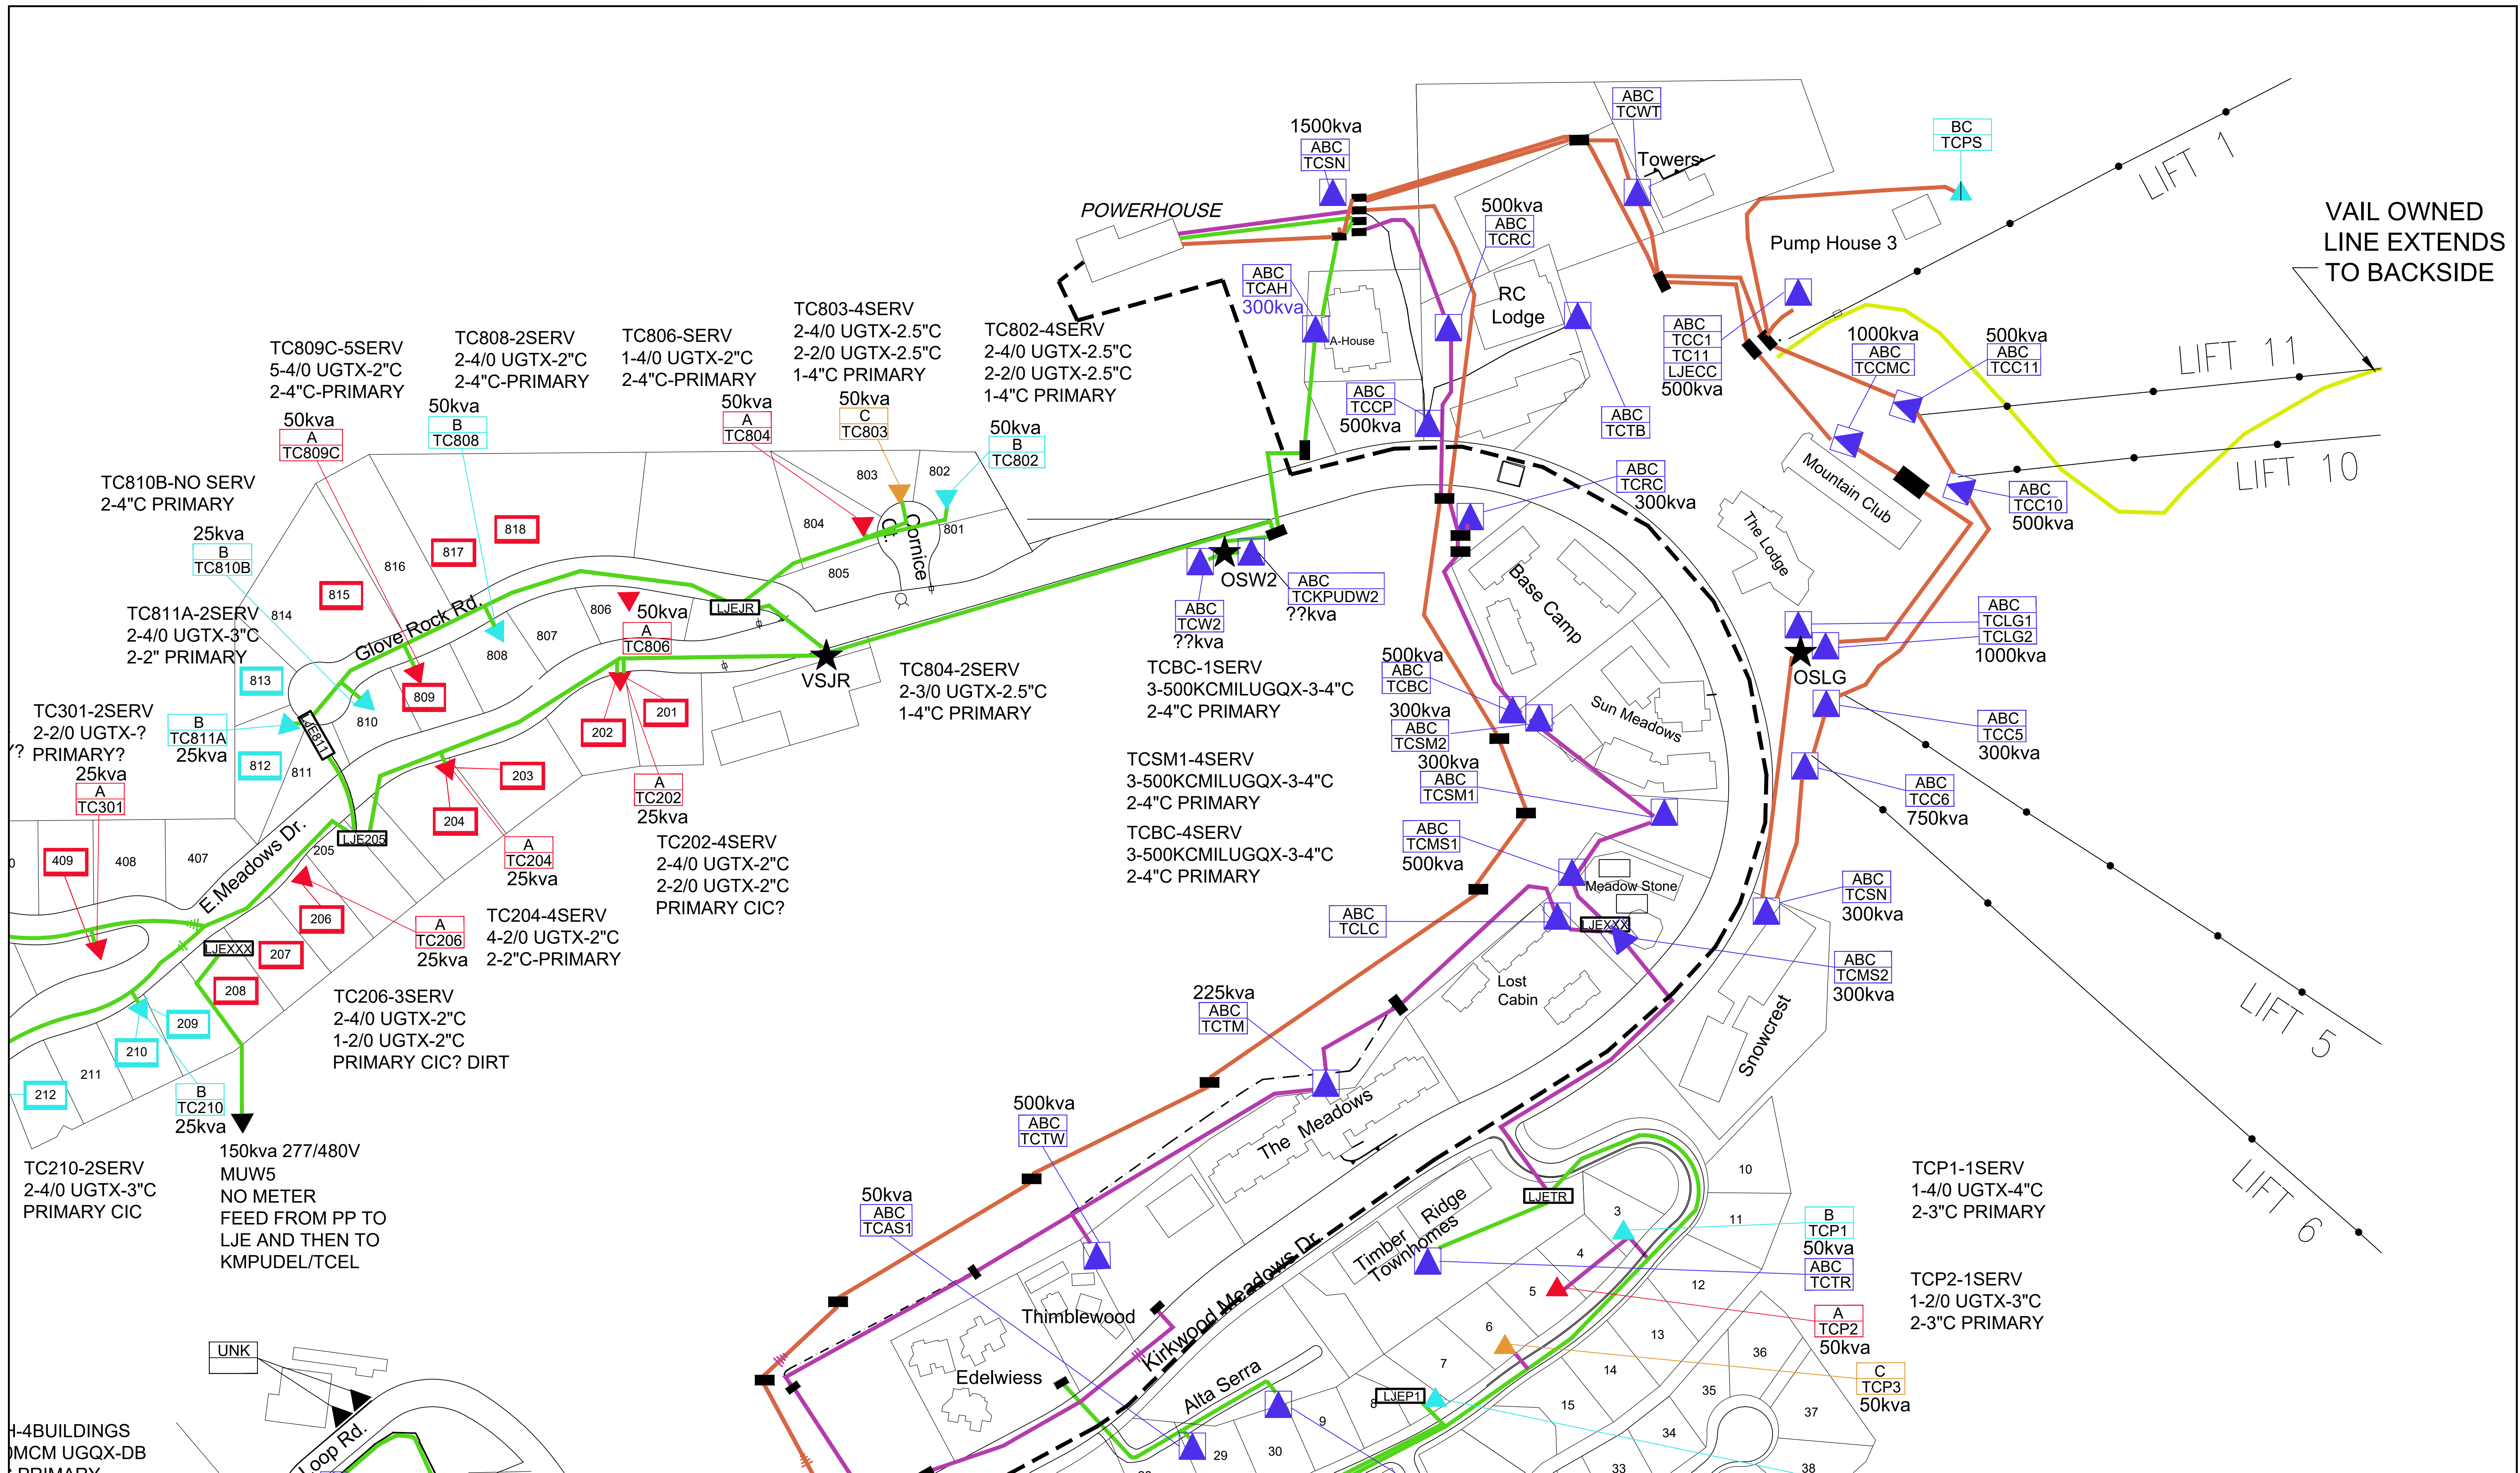 1500kva
ABC
TCSN
ABC
TCWT
Towers
BC
TCPS
LIFT 1
VAIL OWNED
LINE EXTENDS
TO BACKSIDE
POWERHOUSE
500kva
ABC
TCRC
Pump House 3
ABC
TCAH
300kva
RC
Lodge
A-House
ABC
TCC1
TC11
LJECC
500kva
1000kva
ABC
TCCMC
500kva
ABC
TCC11
LIFT 11
LIFT 10
ABC
TCCP
500kva
ABC
TCTB
TC809C-5SERV
5-4/0 UGTX-2"C
2-4"C-PRIMARY
TC808-2SERV
2-4/0 UGTX-2"C
2-4"C-PRIMARY
TC806-SERV
1-4/0 UGTX-2"C
2-4"C-PRIMARY
TC803-4SERV
2-4/0 UGTX-2.5"C
2-2/0 UGTX-2.5"C
1-4"C PRIMARY
TC802-4SERV
2-4/0 UGTX-2.5"C
2-2/0 UGTX-2.5"C
1-4"C PRIMARY
50kva
A
TC809C
50kva
B
TC808
50kva
A
TC804
50kva
C
TC803
50kva
B
TC802
TC810B-NO SERV
2-4"C PRIMARY
25kva
B
TC810B
818
817
816
815
814
803
802
804
801
805
Cornice
Ct.
ABC
TCRC
300kva
Mountain Club
The Lodge
ABC
TCC10
500kva
TC811A-2SERV
2-4/0 UGTX-3"C
2-2" PRIMARY
Glove Rock Rd.
LJEJR
806
50kva
A
TC806
807
808
809
810
813
812
811
LJE811
B
TC811A
25kva
VSJR
OSW2
ABC
TCW2
??kva
ABC
TCKPUDW2
??kva
Base Camp
ABC
TCLG1
TCLG2
1000kva
OSLG
TC301-2SERV
2-2/0 UGTX-?
PRIMARY?
Y?
25kva
A
TC301
202
201
203
204
A
TC202
25kva
TC804-2SERV
2-3/0 UGTX-2.5"C
1-4"C PRIMARY
TCBC-1SERV
3-500KCMILUGQX-3-4"C
2-4"C PRIMARY
500kva
ABC
TCBC
300kva
ABC
TCSM2
300kva
ABC
TCSM1
Sun Meadows
ABC
TCC5
300kva
ABC
TCC6
750kva
TCSM1-4SERV
3-500KCMILUGQX-3-4"C
2-4"C PRIMARY
TCBC-4SERV
3-500KCMILUGQX-3-4"C
2-4"C PRIMARY
ABC
TCMS1
500kva
Meadow Stone
LJEXXX
ABC
TCLC
ABC
TCSN
300kva
ABC
TCMS2
300kva
LJE205
205
A
TC204
25kva
TC202-4SERV
2-4/0 UGTX-2"C
2-2/0 UGTX-2"C
PRIMARY CIC?
409
408
407
E.Meadows Dr.
206
A
TC206
25kva
TC204-4SERV
4-2/0 UGTX-2"C
2-2"C-PRIMARY
LJEXXX
207
208
209
210
211
212
TC206-3SERV
2-4/0 UGTX-2"C
1-2/0 UGTX-2"C
PRIMARY CIC? DIRT
B
TC210
25kva
TC210-2SERV
2-4/0 UGTX-3"C
PRIMARY CIC
150kva 277/480V
MUW5
NO METER
FEED FROM PP TO
LJE AND THEN TO
KMPUDEL/TCEL
Lost
Cabin
Snowcrest
LIFT 5
LIFT 6
225kva
ABC
TCTM
The Meadows
500kva
ABC
TCTW
50kva
ABC
TCAS1
Thimblewood
Edelwiess
Kirkwood Meadows Dr.
Alta Serra
Timber Ridge
Townhomes
LJETR
3
4
5
6
7
8
9
10
11
12
13
14
15
29
30
33
34
35
36
37
38
B
TCP1
50kva
ABC
TCTR
A
TCP2
50kva
C
TCP3
50kva
LJEP1
TCP1-1SERV
1-4/0 UGTX-4"C
2-3"C PRIMARY
TCP2-1SERV
1-2/0 UGTX-3"C
2-3"C PRIMARY
UNK
Loop Rd.
H-4BUILDINGS
0MCM UGQX-DB
PRIMARY